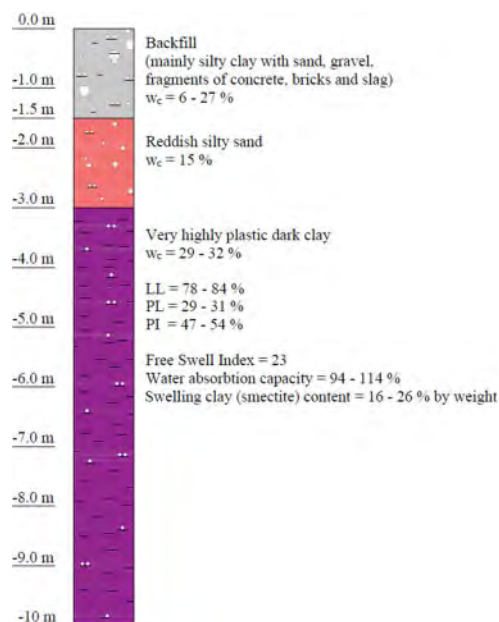 0.0 m
Backfill
(mainly silty clay with sand, gravel,
fragments of concrete, bricks and slag)
-1.0 m
w_c = 6 - 27 %
-1.5 m
Reddish silty sand
-2.0 m
w_c = 15 %
-3.0 m
Very highly plastic dark clay
w_c = 29 - 32 %
-4.0 m
LL = 78 - 84 %
PL = 29 - 31 %
PI = 47 - 54 %
-5.0 m
Free Swell Index = 23
Water absorbtion capacity = 94 - 114 %
-6.0 m
Swelling clay (smectite) content = 16 - 26 % by weight
-7.0 m
-8.0 m
-9.0 m
-10 m